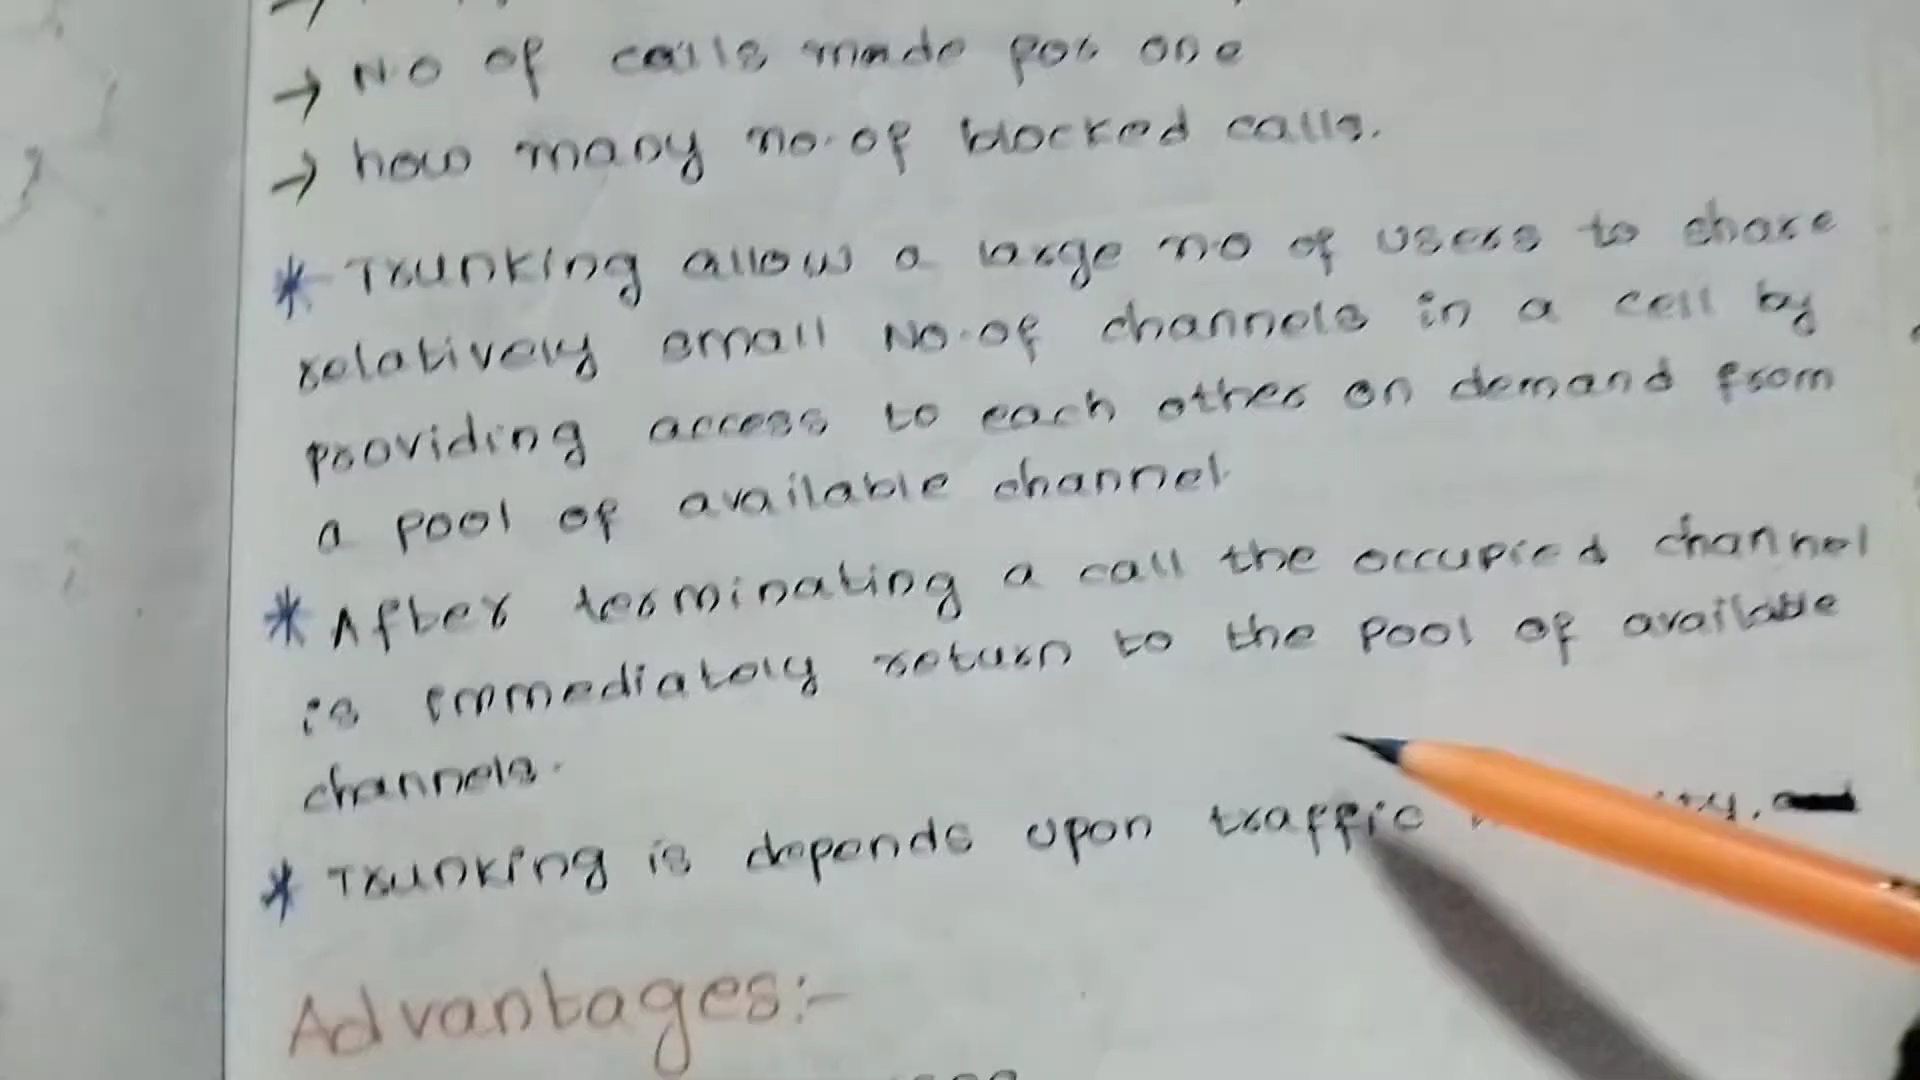 → N.O of calls made per one
→ how many no. of blocked calls.
* Trunking allow a large no of users to share
relatively small No. of channels in a cell by
providing access to each other on demand from
a pool of available channel.
* After terminating a call the occupied channel
is immediately return to the pool of available
channels.
* Trunking is depends upon traffic
Advantages:-